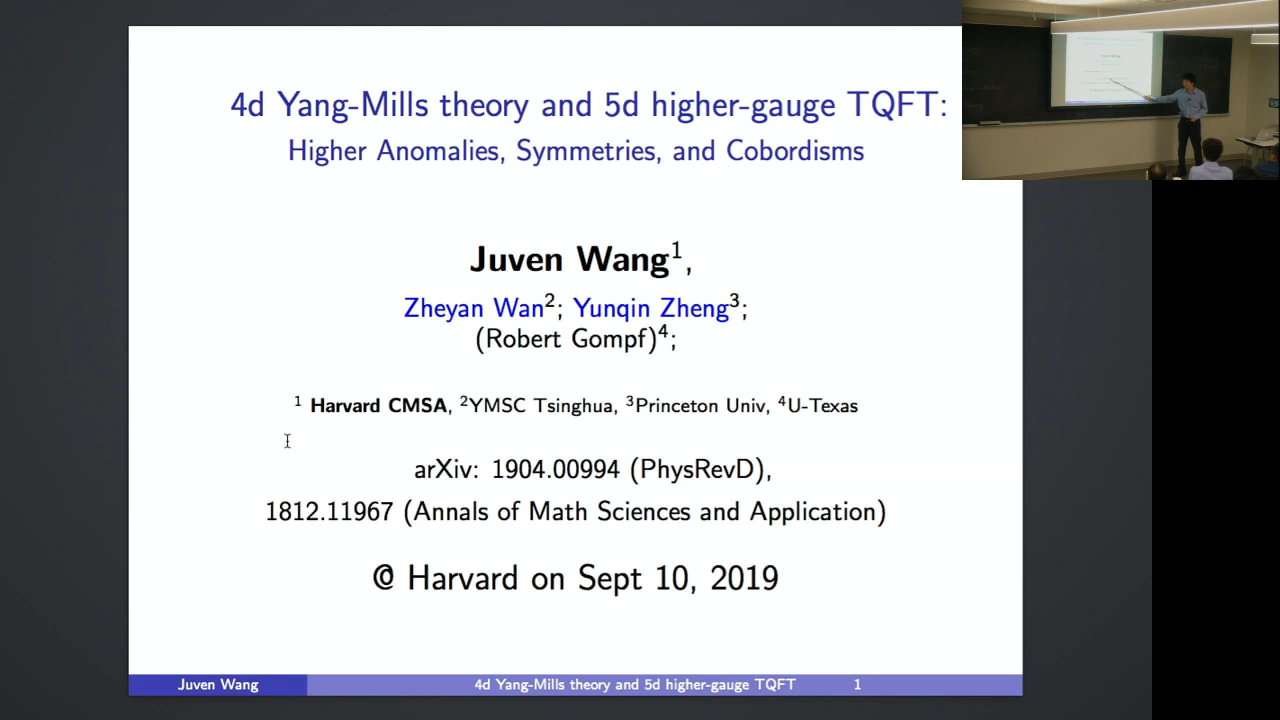 4d Yang-Mills theory and 5d higher-gauge TQFT:
Higher Anomalies, Symmetries, and Cobordisms
Juven Wang¹,
Zheyan Wan²; Yunqin Zheng³;
(Robert Gompf)⁴;
¹ Harvard CMSA, ²YMSC Tsinghua, ³Princeton Univ, ⁴U-Texas
arXiv: 1904.00994 (PhysRevD),
1812.11967 (Annals of Math Sciences and Application)
@ Harvard on Sept 10, 2019
Juven Wang 4d Yang-Mills theory and 5d higher-gauge TQFT 1